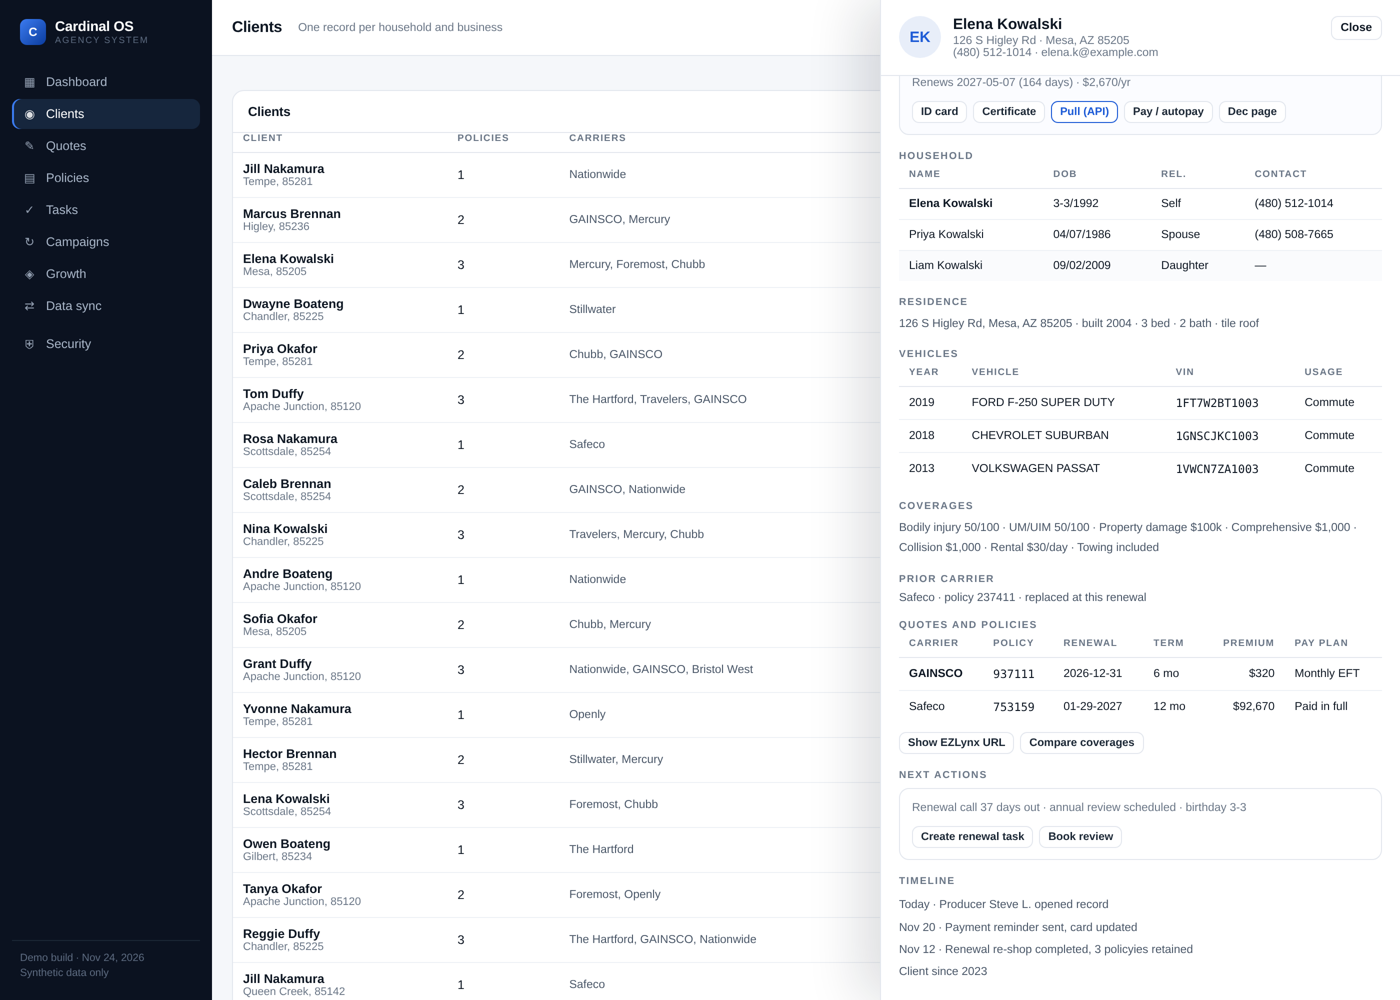 C
Cardinal OS
AGENCY SYSTEM
Dashboard
Clients
Quotes
Policies
Tasks
Campaigns
Growth
Data sync
Security
Demo build · Nov 24, 2026
Synthetic data only
Clients One record per household and business
Clients
CLIENT POLICIES CARRIERS
Jill Nakamura
Tempe, 85281
1 Nationwide
Marcus Brennan
Higley, 85236
2 GAINSCO, Mercury
Elena Kowalski
Mesa, 85205
3 Mercury, Foremost, Chubb
Dwayne Boateng
Chandler, 85225
1 Stillwater
Priya Okafor
Tempe, 85281
2 Chubb, GAINSCO
Tom Duffy
Apache Junction, 85120
3 The Hartford, Travelers, GAINSCO
Rosa Nakamura
Scottsdale, 85254
1 Safeco
Caleb Brennan
Scottsdale, 85254
2 GAINSCO, Nationwide
Nina Kowalski
Chandler, 85225
3 Travelers, Mercury, Chubb
Andre Boateng
Apache Junction, 85120
1 Nationwide
Sofia Okafor
Mesa, 85205
2 Chubb, Mercury
Grant Duffy
Apache Junction, 85120
3 Nationwide, GAINSCO, Bristol West
Yvonne Nakamura
Tempe, 85281
1 Openly
Hector Brennan
Tempe, 85281
2 Stillwater, Mercury
Lena Kowalski
Scottsdale, 85254
3 Foremost, Chubb
Owen Boateng
Gilbert, 85234
1 The Hartford
Tanya Okafor
Apache Junction, 85120
2 Foremost, Openly
Reggie Duffy
Chandler, 85225
3 The Hartford, GAINSCO, Nationwide
Jill Nakamura
Queen Creek, 85142
1 Safeco
EK
Elena Kowalski
126 S Higley Rd · Mesa, AZ 85205
(480) 512-1014 · elena.k@example.com
Close
Renews 2027-05-07 (164 days) · $2,670/yr
ID card Certificate Pull (API) Pay / autopay Dec page
HOUSEHOLD
NAME DOB REL. CONTACT
Elena Kowalski 3-3/1992 Self (480) 512-1014
Priya Kowalski 04/07/1986 Spouse (480) 508-7665
Liam Kowalski 09/02/2009 Daughter —
RESIDENCE
126 S Higley Rd, Mesa, AZ 85205 · built 2004 · 3 bed · 2 bath · tile roof
VEHICLES
YEAR VEHICLE VIN USAGE
2019 FORD F-250 SUPER DUTY 1FT7W2BT1003 Commute
2018 CHEVROLET SUBURBAN 1GNSCJKC1003 Commute
2013 VOLKSWAGEN PASSAT 1VWCN7ZA1003 Commute
COVERAGES
Bodily injury 50/100 · UM/UIM 50/100 · Property damage $100k · Comprehensive $1,000 ·
Collision $1,000 · Rental $30/day · Towing included
PRIOR CARRIER
Safeco · policy 237411 · replaced at this renewal
QUOTES AND POLICIES
CARRIER POLICY RENEWAL TERM PREMIUM PAY PLAN
GAINSCO 937111 2026-12-31 6 mo $320 Monthly EFT
Safeco 753159 01-29-2027 12 mo $92,670 Paid in full
Show EZLynx URL Compare coverages
NEXT ACTIONS
Renewal call 37 days out · annual review scheduled · birthday 3-3
Create renewal task Book review
TIMELINE
Today · Producer Steve L. opened record
Nov 20 · Payment reminder sent, card updated
Nov 12 · Renewal re-shop completed, 3 policyies retained
Client since 2023